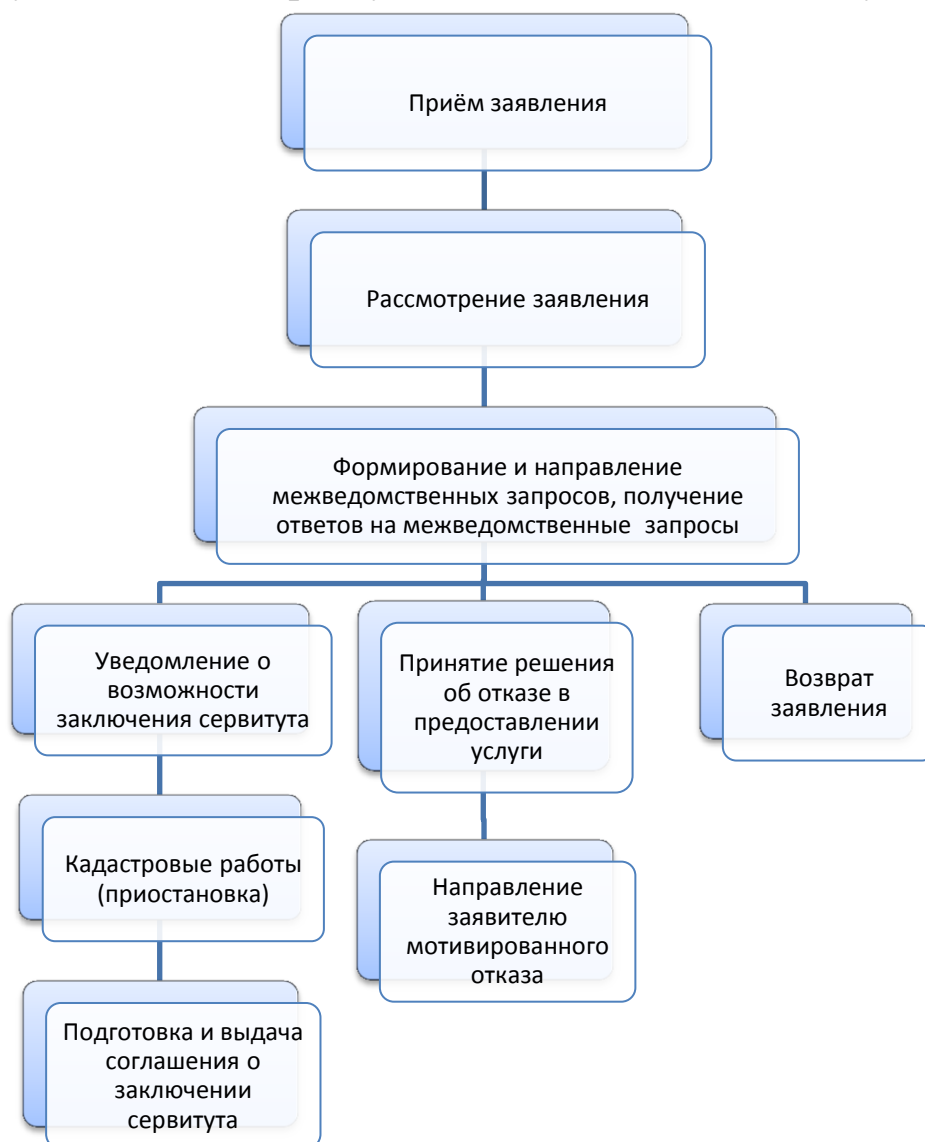 Приём заявления
Рассмотрение заявления
Формирование и направление
межведомственных запросов, получение
ответов на межведомственные запросы
Уведомление о
возможности
заключения сервитута
Принятие решения
об отказе в
предоставлении
услуги
Возврат
заявления
Кадастровые работы
(приостановка)
Направление
заявителю
мотивированного
отказа
Подготовка и выдача
соглашения о
заключении
сервитута